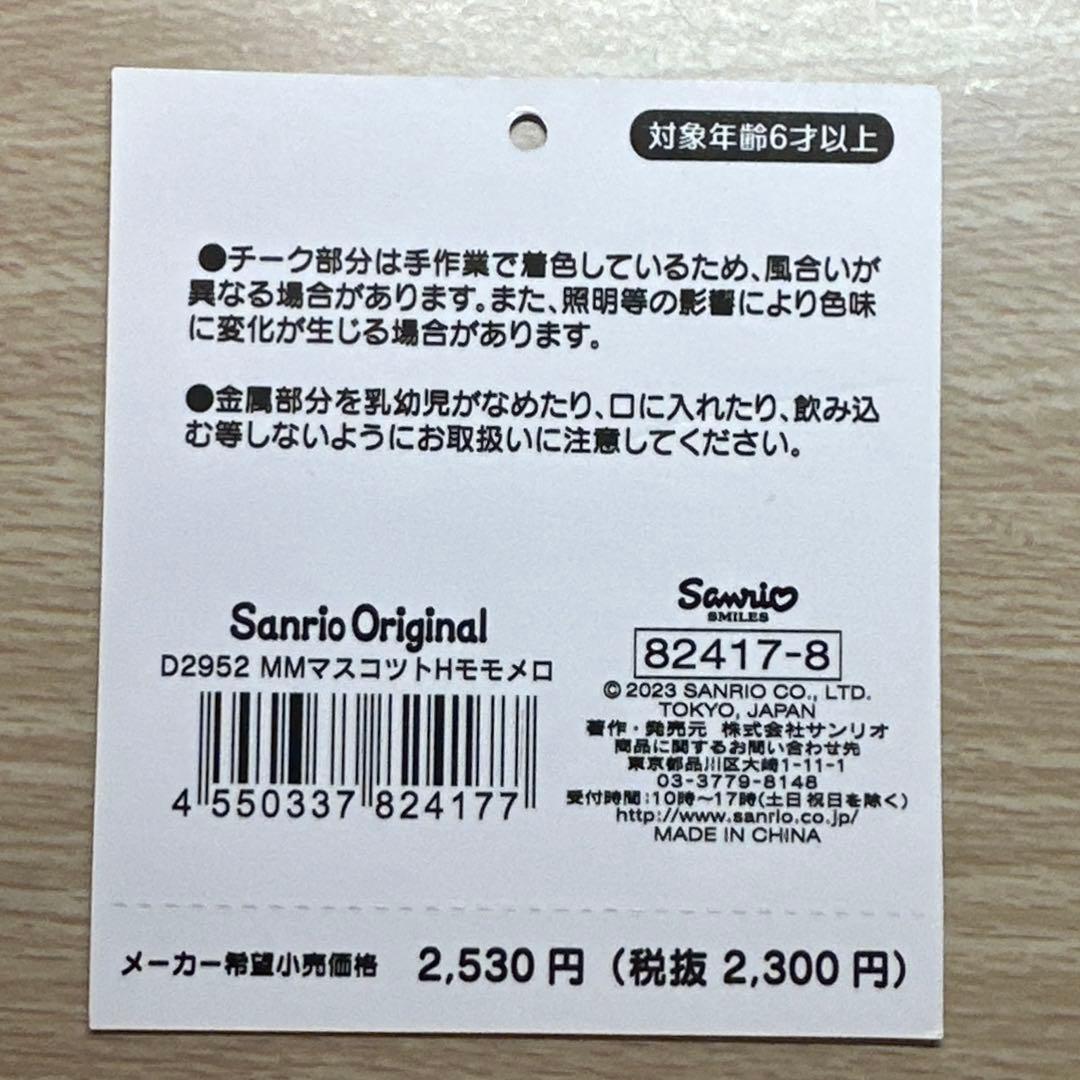 対象年齢6才以上
●チーク部分は手作業で着色しているため、風合いが
異なる場合があります。また、照明等の影響により色味
に変化が生じる場合があります。
●金属部分を乳幼児がなめたり、口に入れたり、飲み込
む等しないようにお取扱いに注意してください。
Sanrio Original
D2952 MMマスコツトHモモメロ
4 550337 824177
Sanrio
SMILES
82417-8
© 2023 SANRIO CO., LTD.
TOKYO, JAPAN
著作・発売元 株式会社サンリオ
商品に関するお問い合わせ先
東京都品川区大崎1-11-1
03-3779-8148
受付時間:10時〜17時(土日祝日を除く)
http://www.sanrio.co.jp/
MADE IN CHINA
メーカー希望小売価格 2,530 円 (税抜 2,300 円)